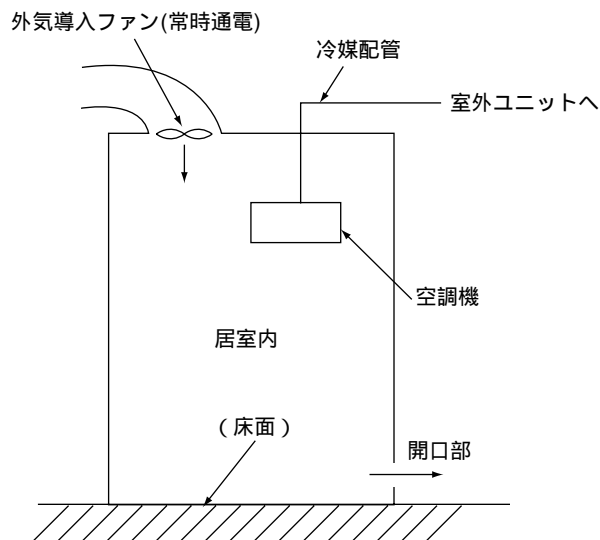 外気導入ファン(常時通電)
冷媒配管
室外ユニットへ
空調機
居室内
(床面)
開口部